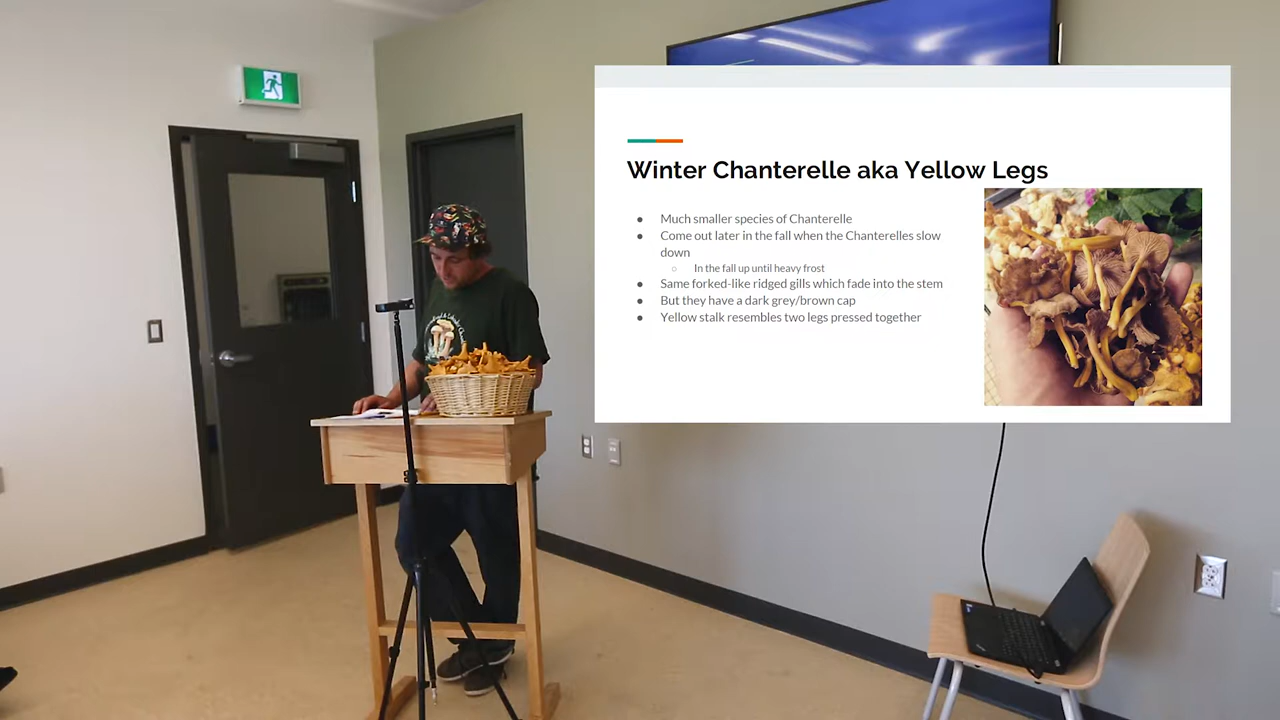 Winter Chanterelle aka Yellow Legs
● Much smaller species of Chanterelle
● Come out later in the fall when the Chanterelles slow
down
○ In the fall up until heavy frost
● Same forked-like ridged gills which fade into the stem
● But they have a dark grey/brown cap
● Yellow stalk resembles two legs pressed together